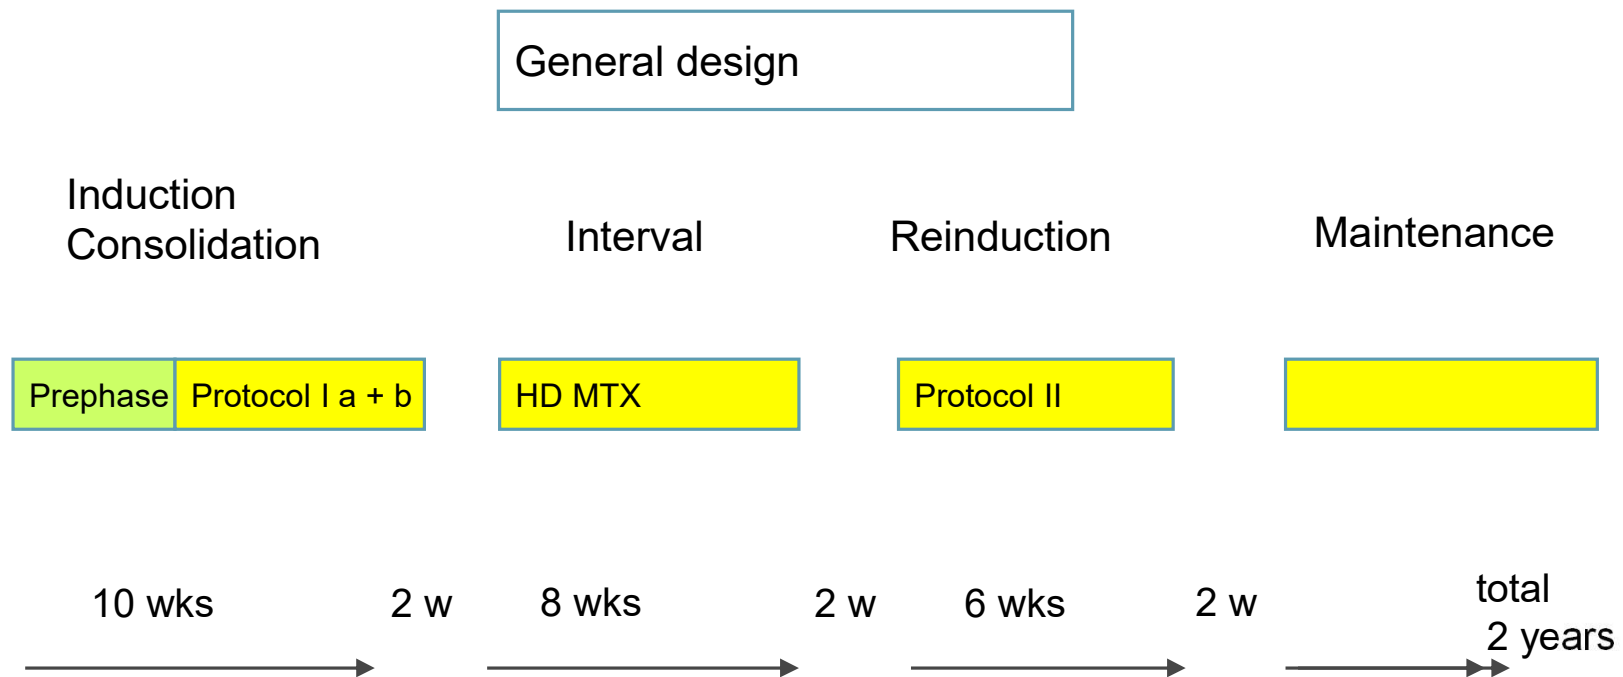 General design
Induction
Consolidation
Interval
Reinduction
Maintenance
Prephase
Protocol I a + b
HD MTX
Protocol II
10 wks
2 w
8 wks
2 w
6 wks
2 w
total
2 years